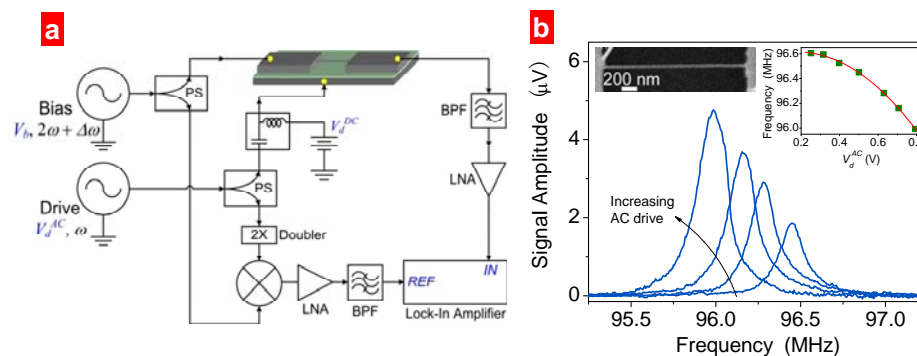 a
Bias
V_b, 2ω + Δω
PS
Drive
V_d^AC, ω
PS
V_d^DC
2X
Doubler
LNA
BPF
BPF
LNA
IN
REF
Lock-In Amplifier
b
Signal Amplitude (μV)
6
4
2
0
200 nm
Increasing
AC drive
95.5
96.0
96.5
97.0
Frequency (MHz)
Frequency (MHz)
96.6
96.4
96.2
96.0
0.2
0.4
0.6
0.8
V_d^AC (V)